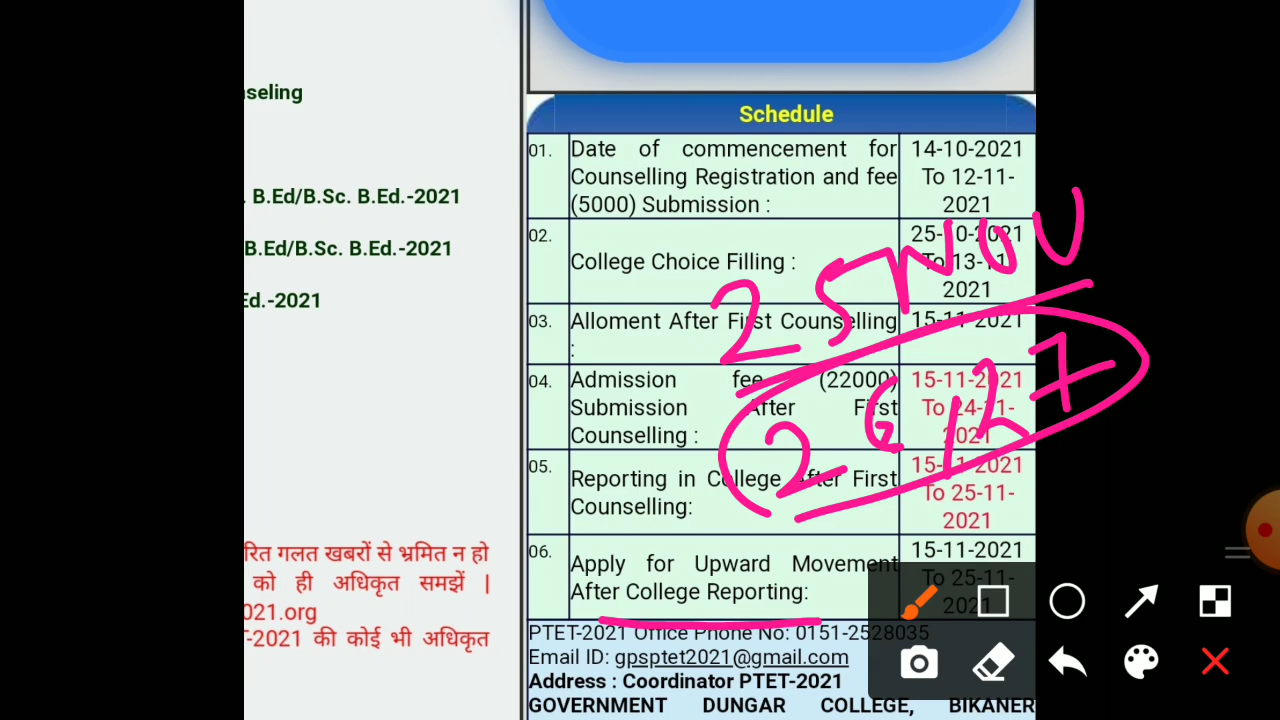 seling
. B.Ed/B.Sc. B.Ed.-2021
B.Ed/B.Sc. B.Ed.-2021
Ed.-2021
रित गलत खबरों से भ्रमित न हो
को ही अधिकृत समझें |
021.org
-2021 की कोई भी अधिकृत
Schedule
01. Date of commencement for Counselling Registration and fee (5000) Submission : 14-10-2021 To 12-11-2021
02. College Choice Filling : 25-10-2021 To 13-11-2021
03. Alloment After First Counselling : 15-11-2021
04. Admission fee (22000) Submission After First Counselling : 15-11-2021 To 24-11-2021
05. Reporting in College After First Counselling: 15-11-2021 To 25-11-2021
06. Apply for Upward Movement After College Reporting: 15-11-2021 To 25-11-2021
25 NOV
26/27
PTET-2021 Office Phone No: 0151-2528035
Email ID: gpsptet2021@gmail.com
Address : Coordinator PTET-2021
GOVERNMENT DUNGAR COLLEGE, BIKANER